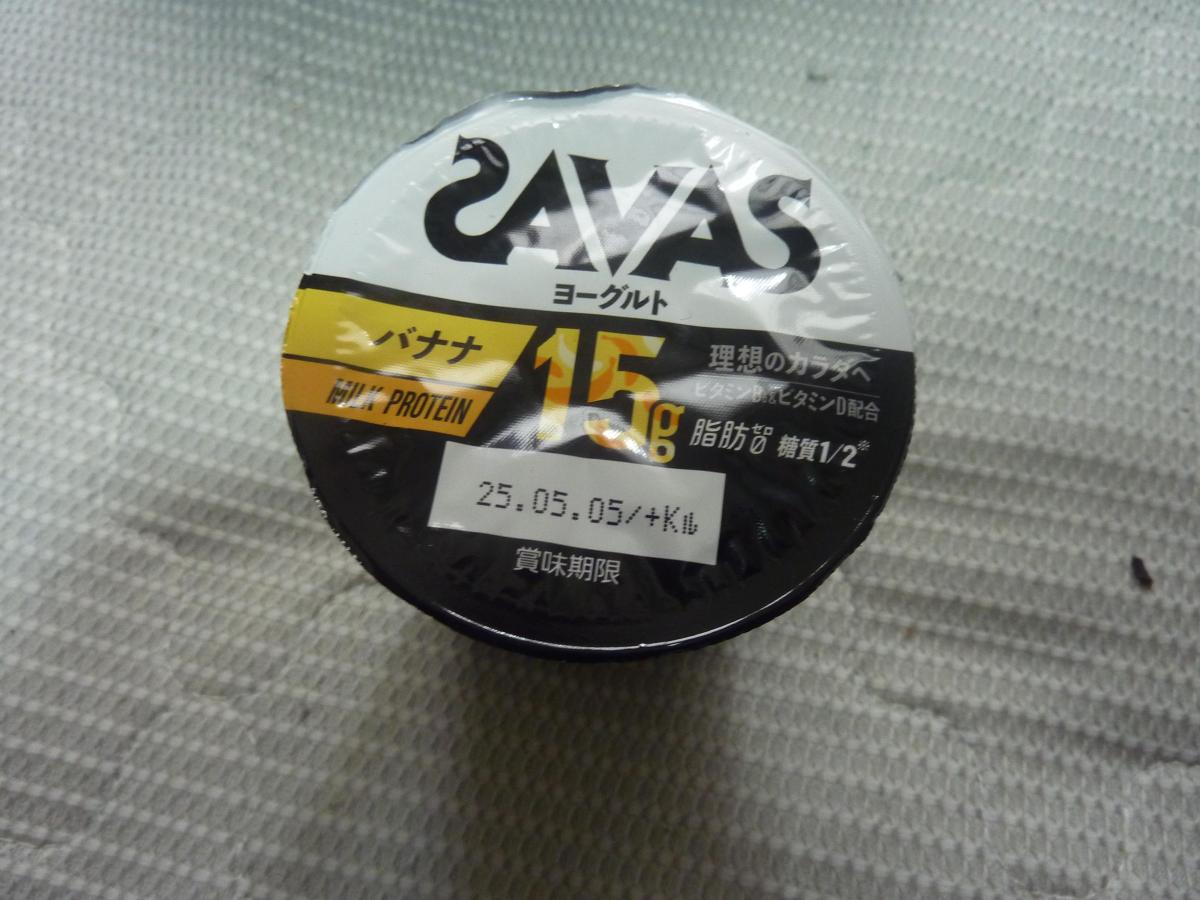 SAVAS
ヨーグルト
バナナ
MILK PROTEIN
15g
理想のカラダへ
ビタミンB6&ビタミンD配合
脂肪ゼロ0 糖質1/2※
25.05.05/+Kル
賞味期限